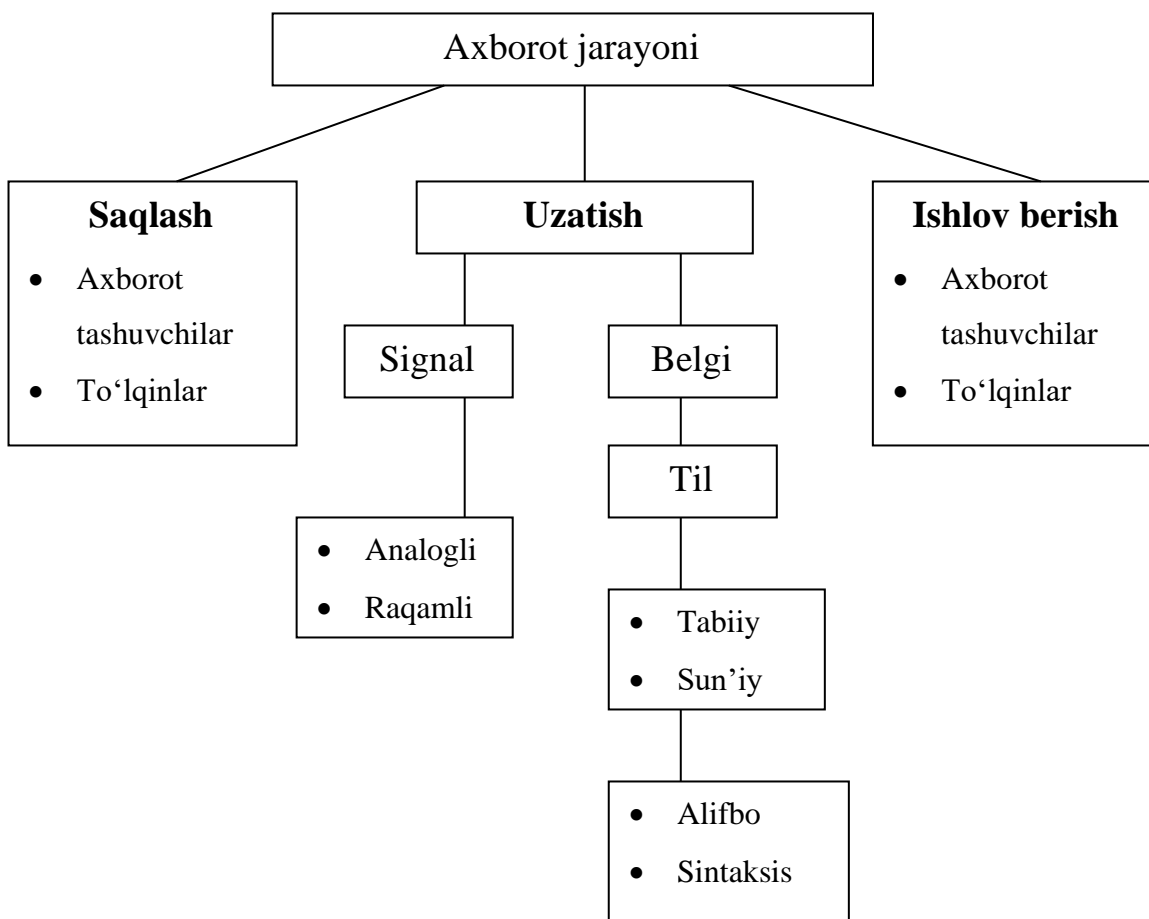 Axborot jarayoni
Saqlash
• Axborot
tashuvchilar
• To‘lqinlar
Uzatish
Ishlov berish
• Axborot
tashuvchilar
• To‘lqinlar
Signal
Belgi
Til
• Analogli
• Raqamli
• Tabiiy
• Sun’iy
• Alifbo
• Sintaksis